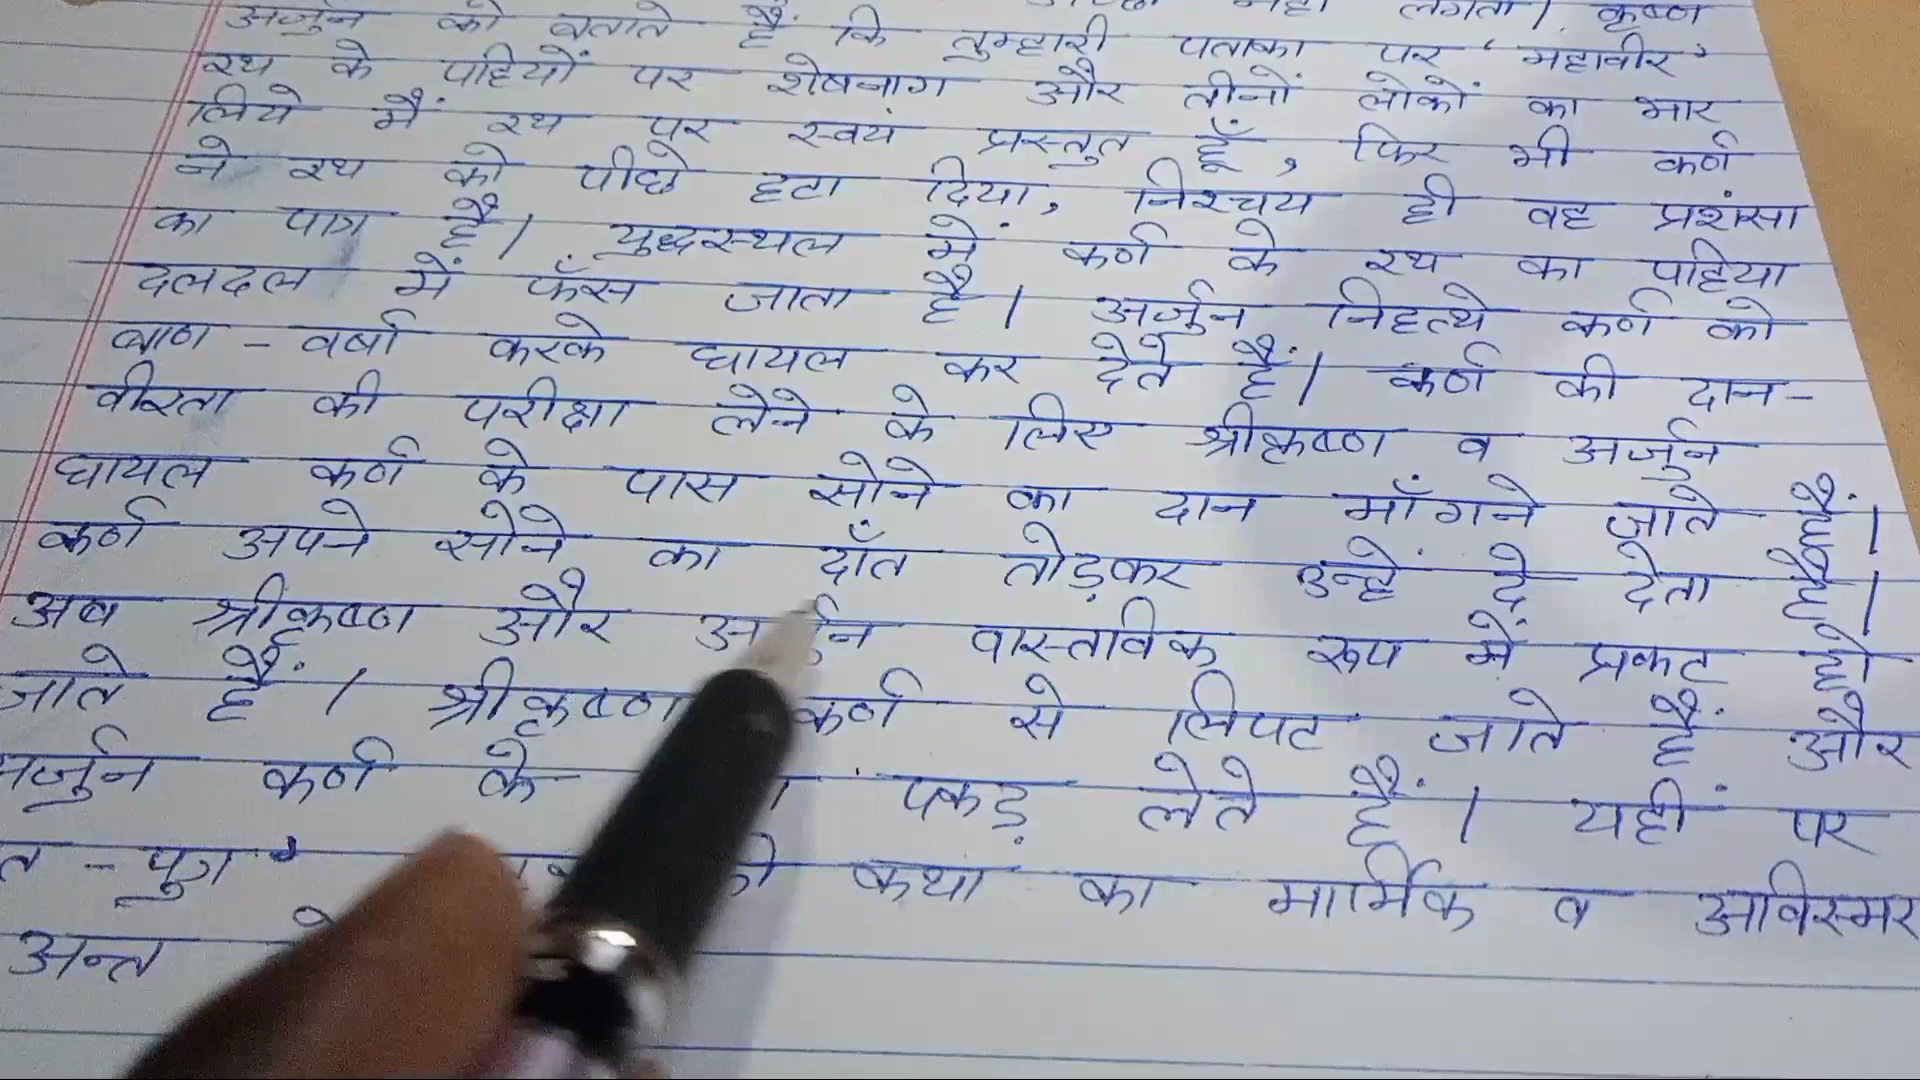 लगता। कृष्ण
अर्जुन को बताते हैं कि तुम्हारी पताका पर 'महावीर'
रथ के पहियों पर शेषनाग और तीनों लोकों का भार
लिये मैं रथ पर स्वयं प्रस्तुत हूँ, फिर भी कर्ण
ने रथ को पीछे हटा दिया, निश्चय ही वह प्रशंसा
का पात्र है। युद्धस्थल में कर्ण के रथ का पहिया
दलदल में फँस जाता है। अर्जुन निहत्थे कर्ण को
बाण - वर्षा करके घायल कर देते हैं। कर्ण की दान-
वीरता की परीक्षा लेने के लिए श्रीकृष्ण व अर्जुन
घायल कर्ण के पास सोने का दान माँगने जाते हैं।
कर्ण अपने सोने का दाँत तोड़कर उन्हें दे देता है।
अब श्रीकृष्ण और अर्जुन वास्तविक रूप में प्रकट हो
जाते हैं। श्रीकृष्ण कर्ण से लिपट जाते हैं और
र्जुन कर्ण के पकड़ लेते हैं। यहीं पर
कथा का मार्मिक व अविस्मर
अन्त